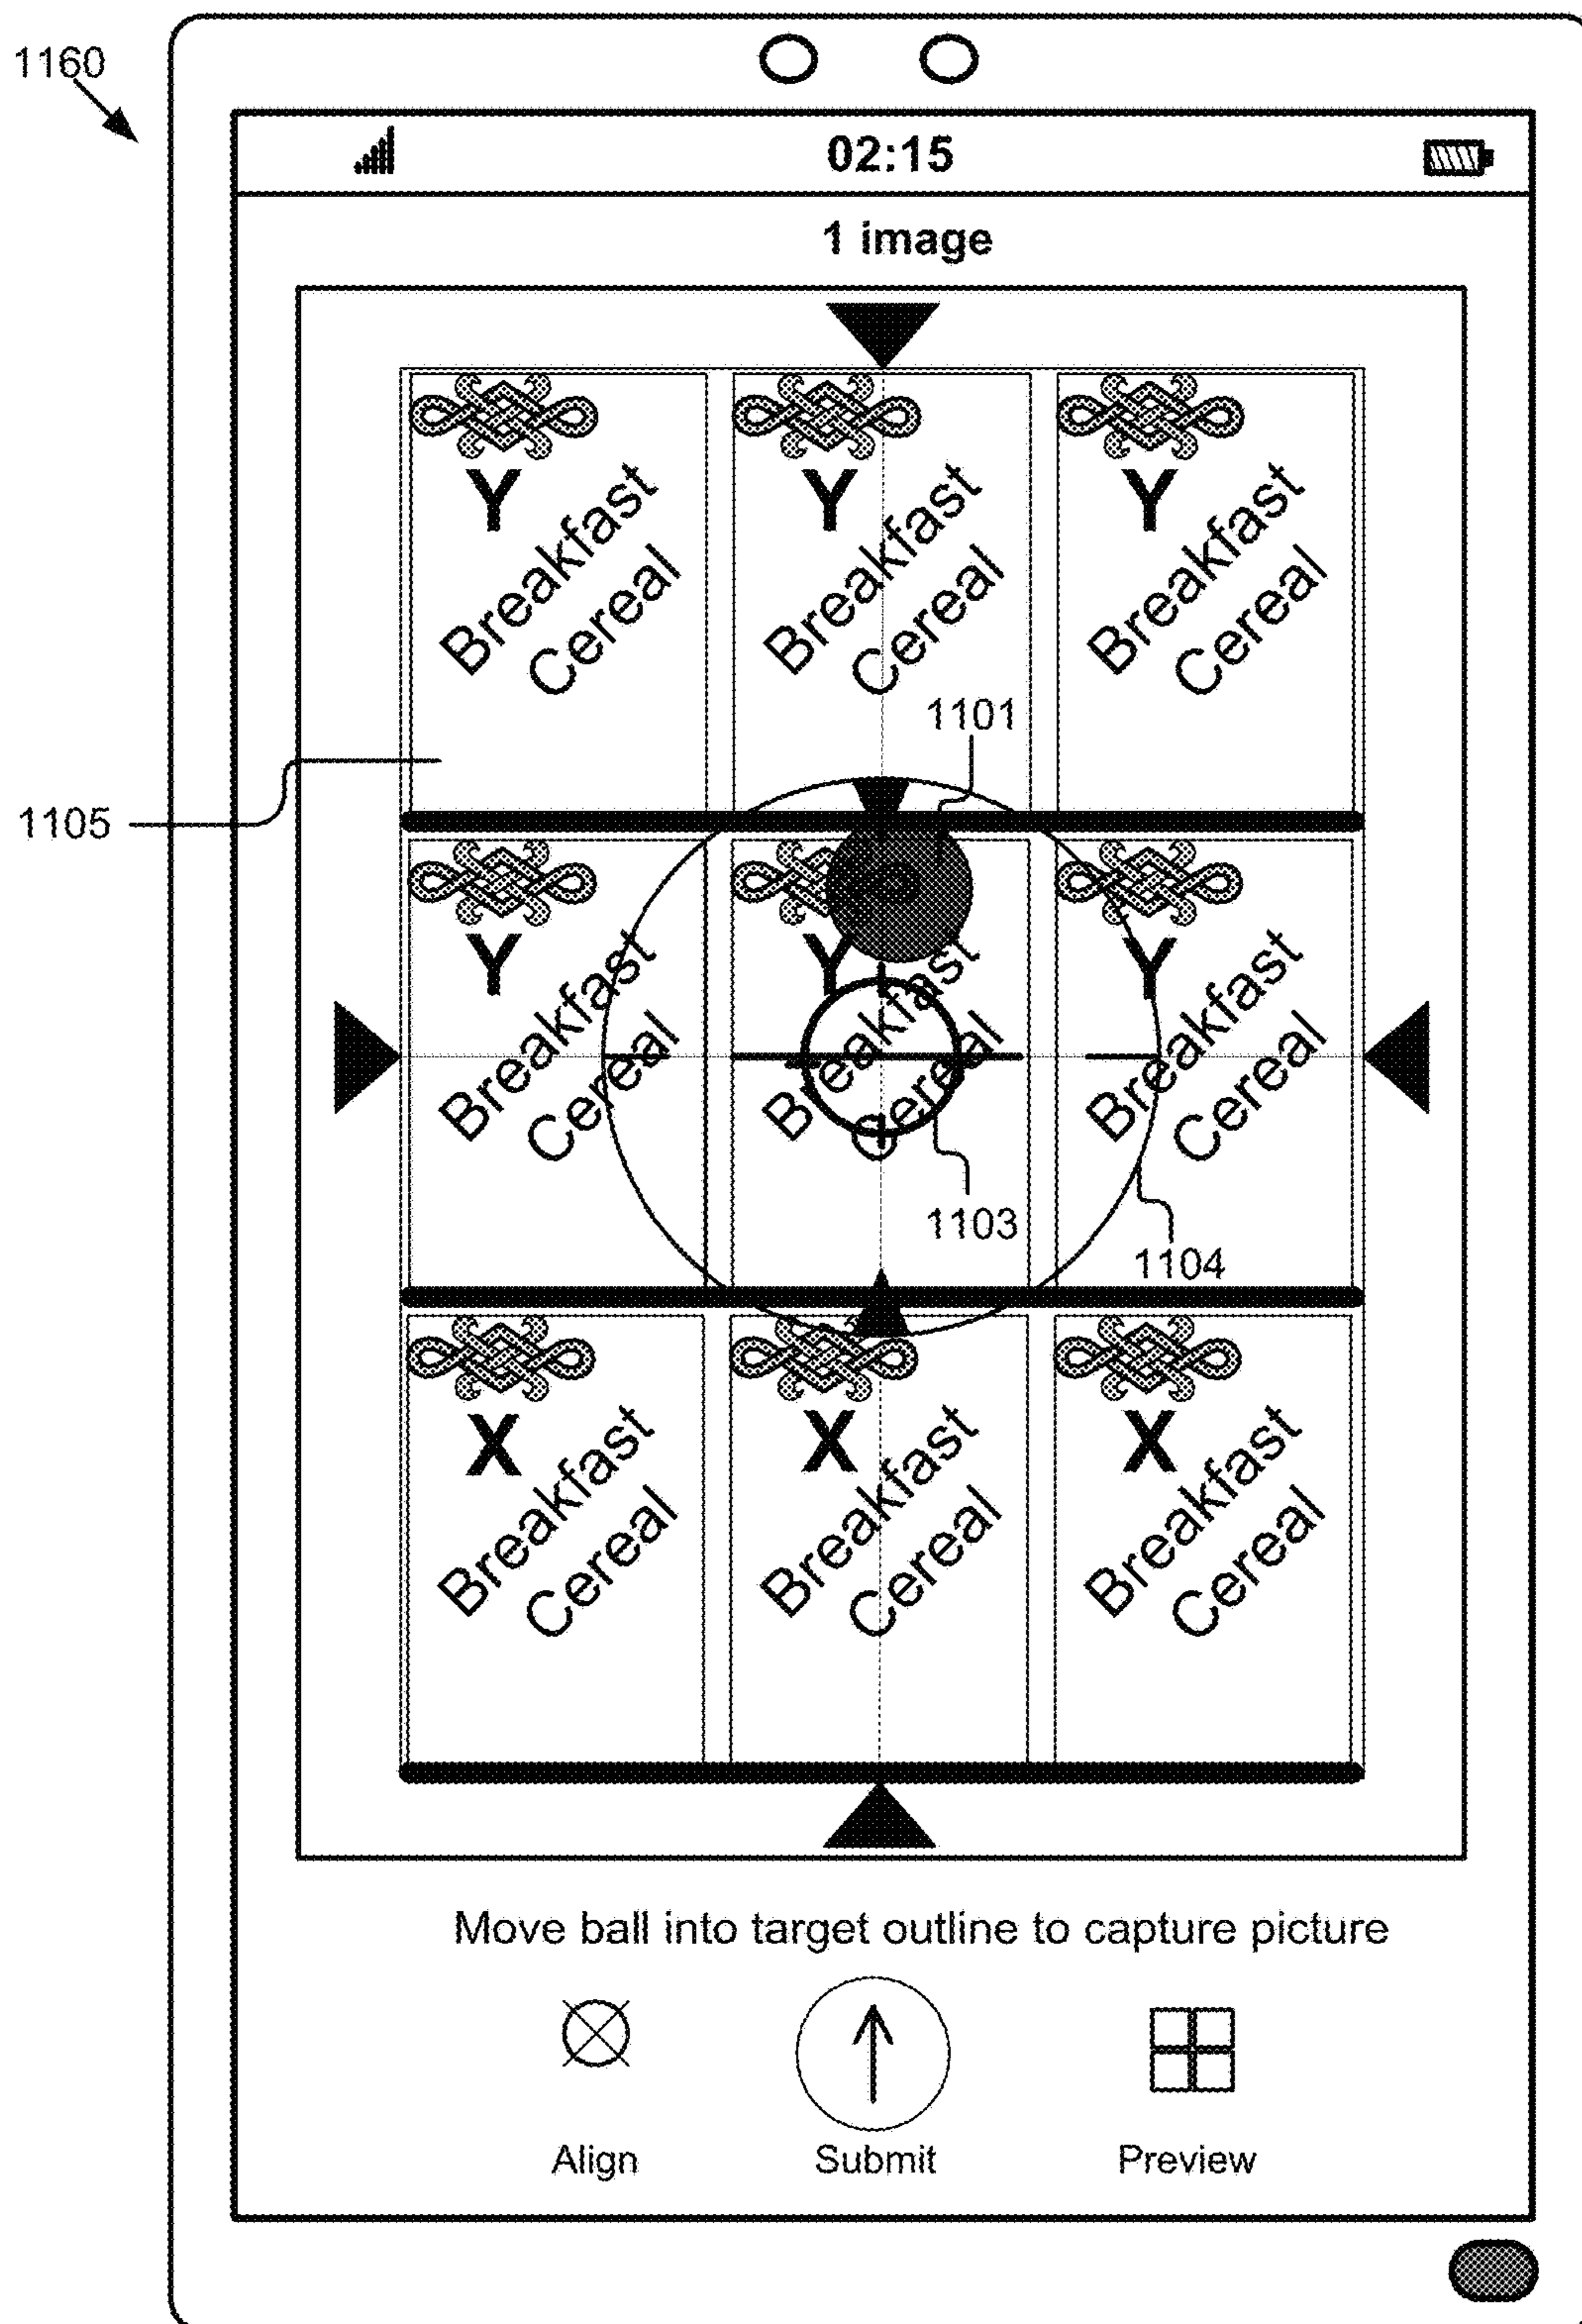 1160
02:15
1 image
Y Y Y
Breakfast Breakfast Breakfast
Cereal Cereal Cereal
1101
1105
Y Y Y
Breakfast Breakfast Breakfast
Cereal Cereal Cereal
1103
1104
X X X
Breakfast Breakfast Breakfast
Cereal Cereal Cereal
Move ball into target outline to capture picture
Align Submit Preview